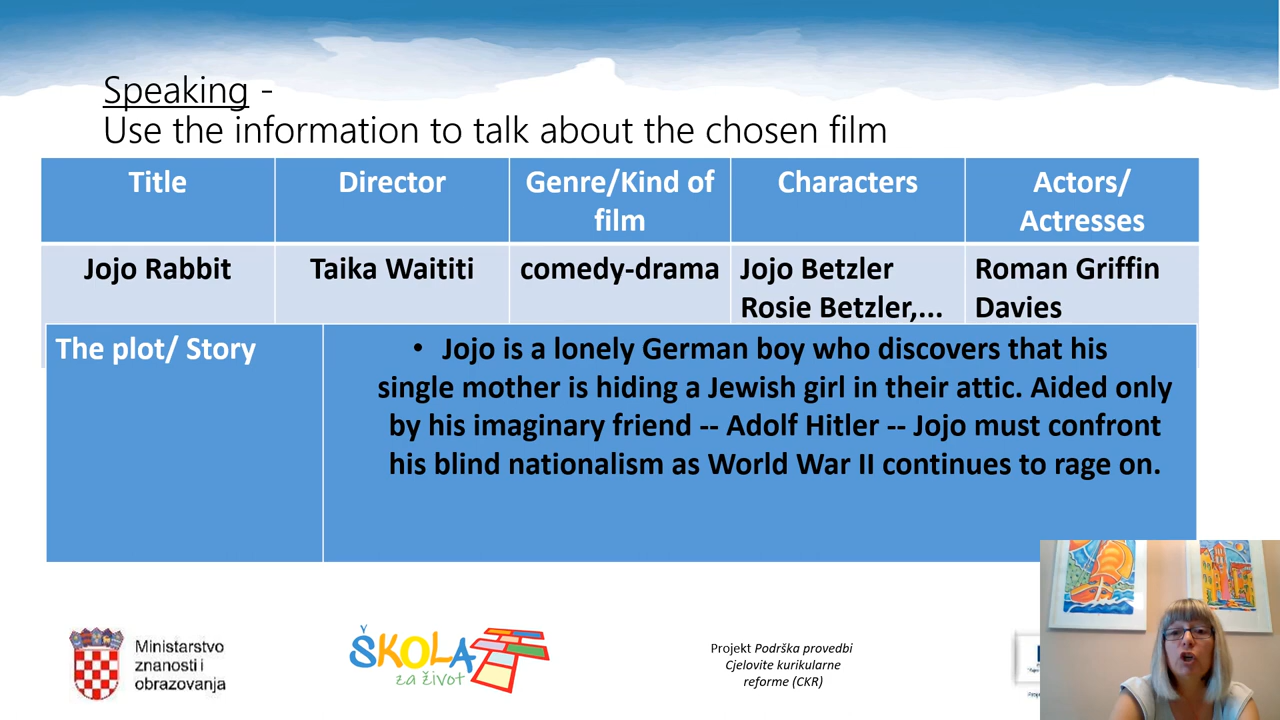 Speaking -
Use the information to talk about the chosen film
Title
Director
Genre/Kind of
film
Characters
Actors/
Actresses
Jojo Rabbit
Taika Waititi
comedy-drama
Jojo Betzler
Rosie Betzler,...
Roman Griffin
Davies
The plot/ Story
• Jojo is a lonely German boy who discovers that his
single mother is hiding a Jewish girl in their attic. Aided only
by his imaginary friend -- Adolf Hitler -- Jojo must confront
his blind nationalism as World War II continues to rage on.
Ministarstvo
znanosti i
obrazovanja
ŠKOLA
za život
Projekt Podrška provedbi
Cjelovite kurikularne
reforme (CKR)